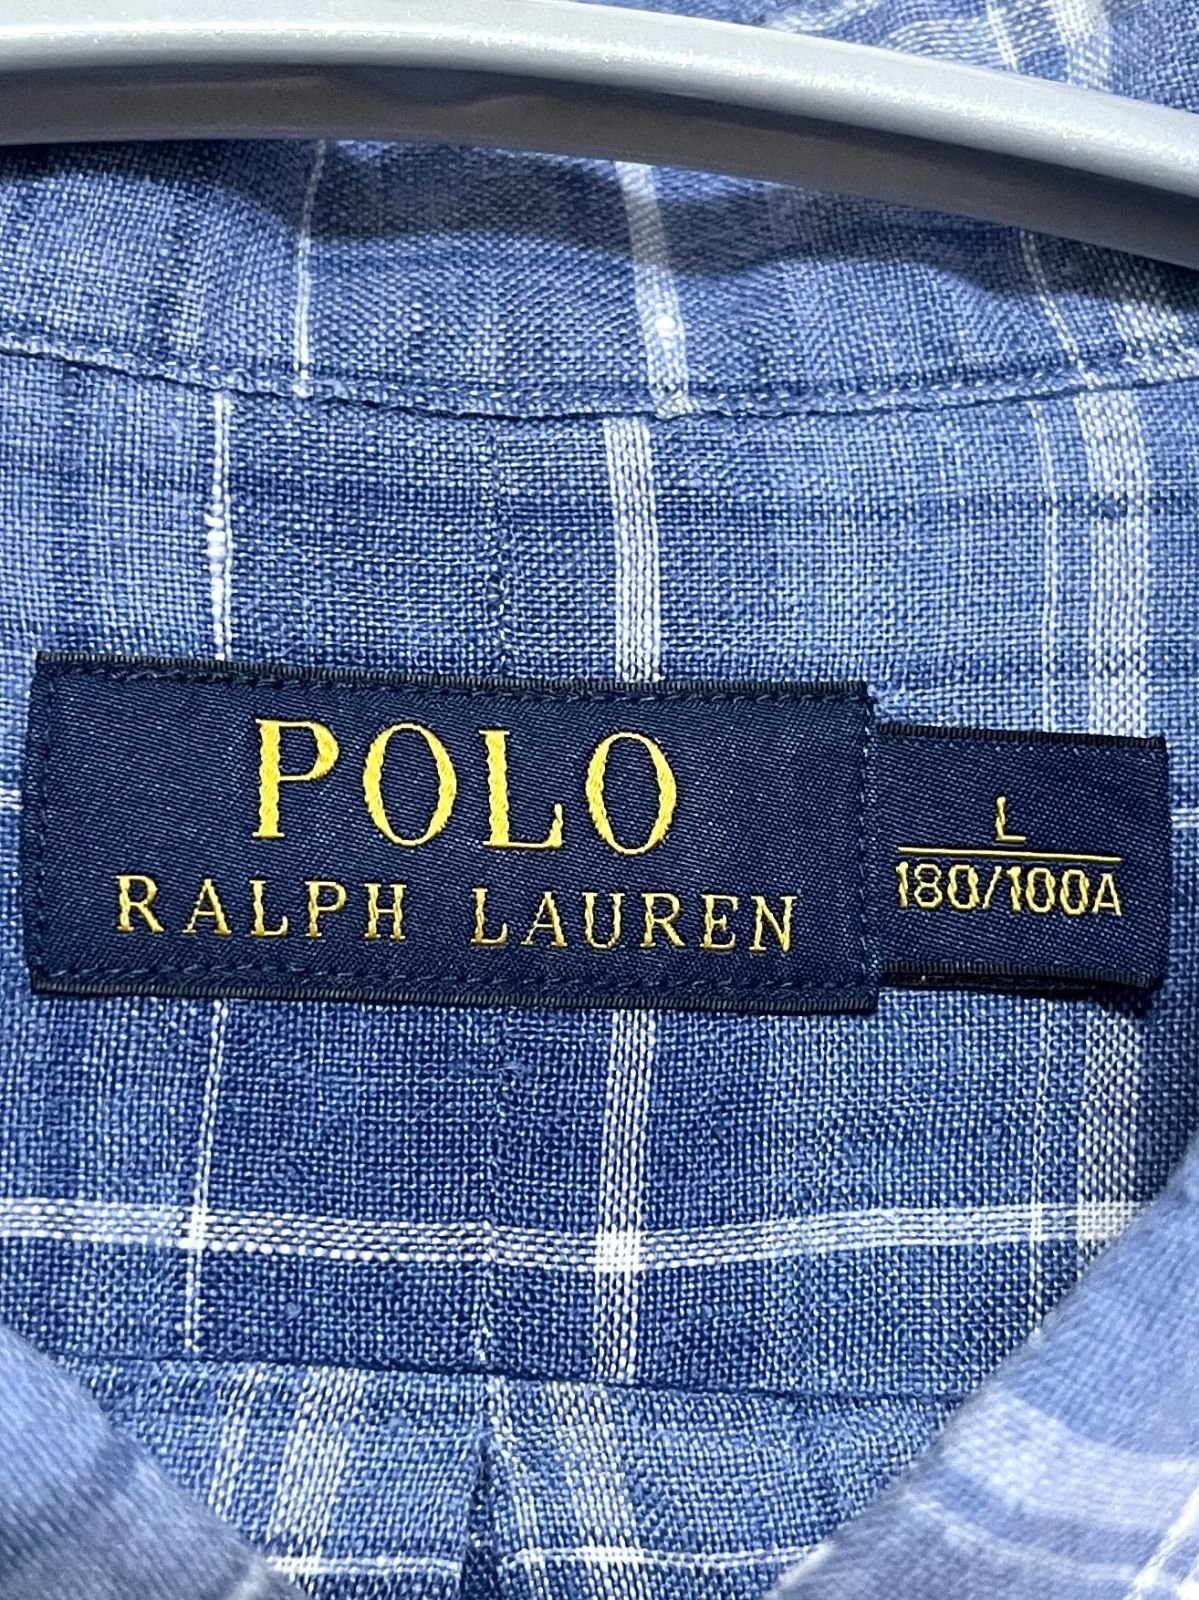 POLO
RALPH LAUREN
L
180/100A